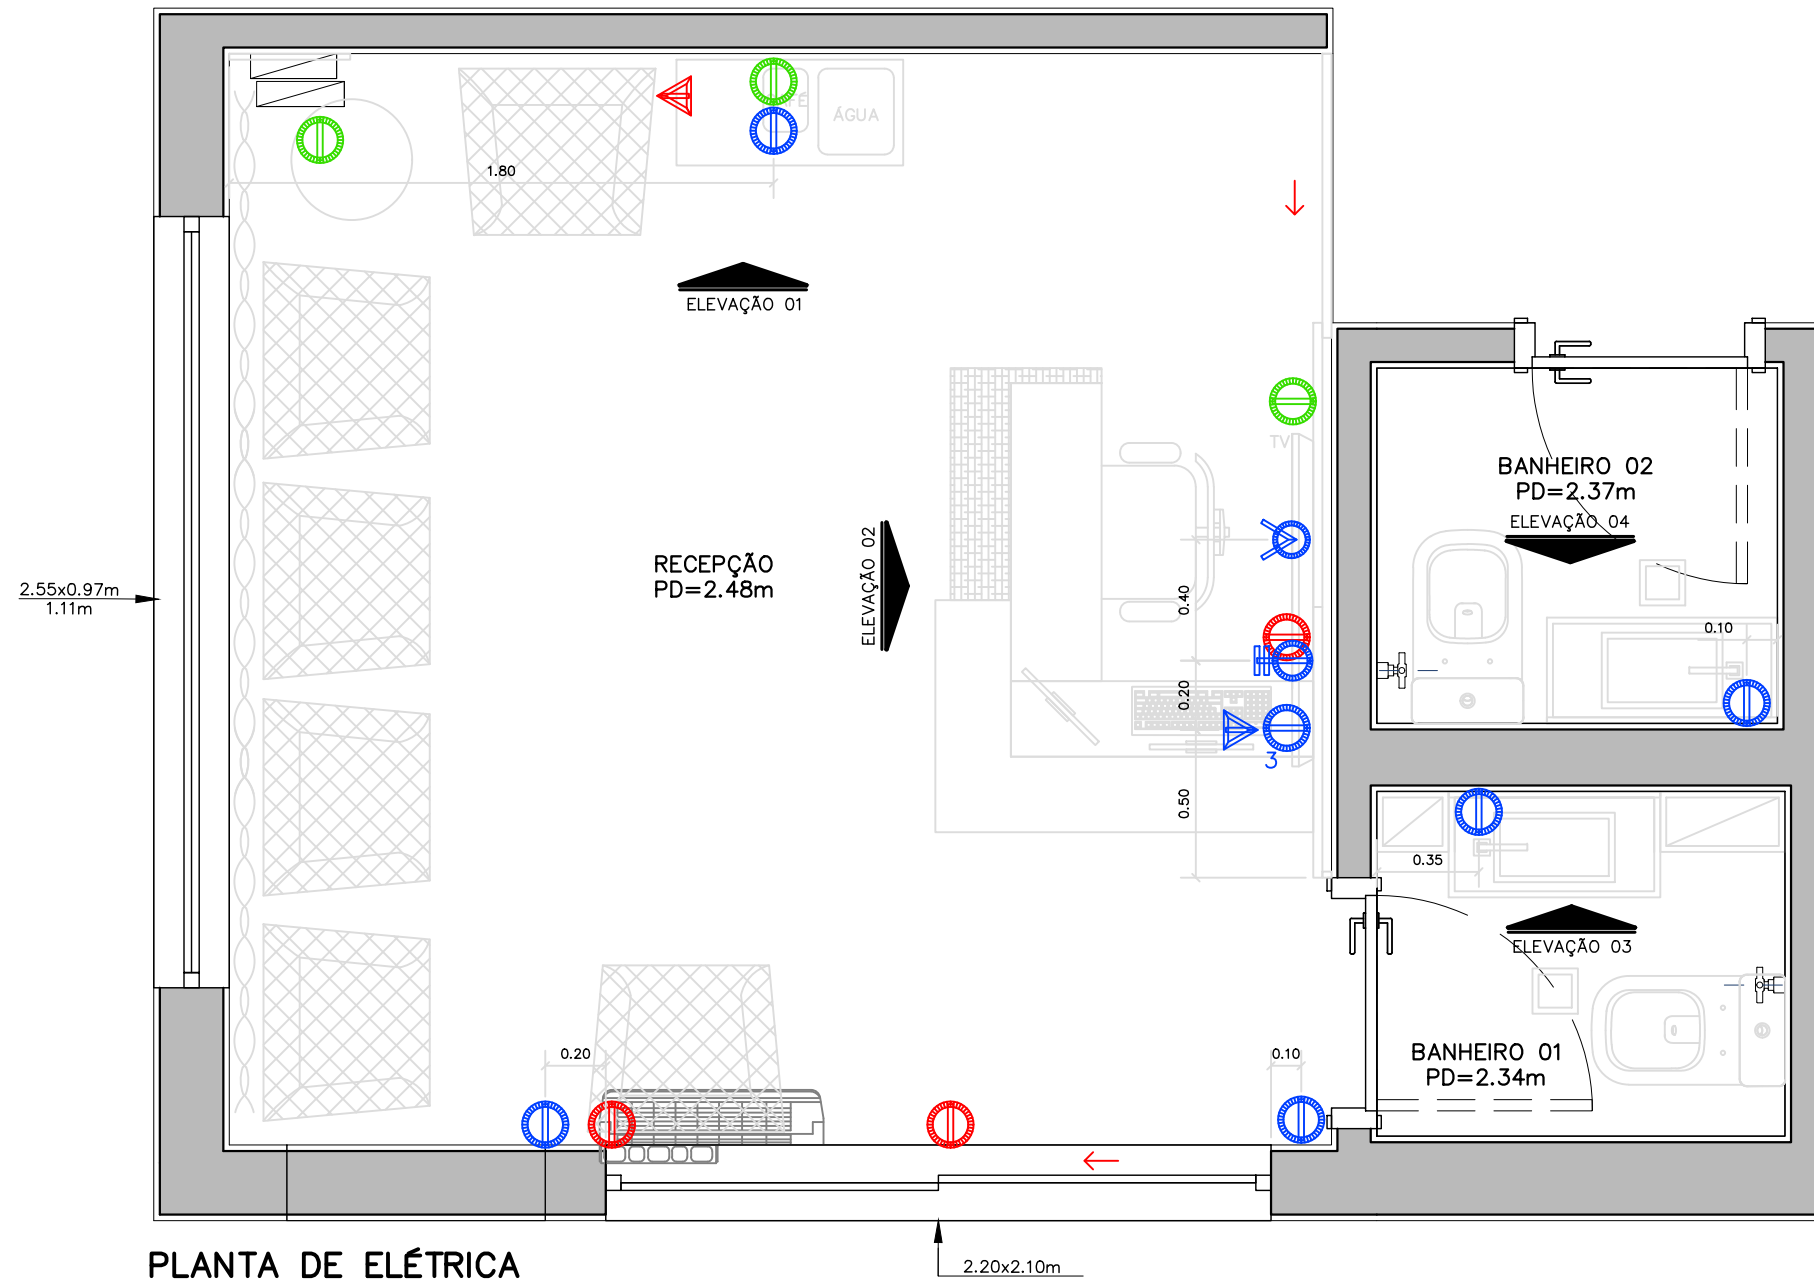 ÁGUA
1.80
ELEVAÇÃO 01
TV
BANHEIRO 02
PD=2.37m
ELEVAÇÃO 04
RECEPÇÃO
PD=2.48m
ELEVAÇÃO 02
2.55x0.97m
1.11m
0.40
0.10
0.20
3
0.50
0.35
ELEVAÇÃO 03
0.20
0.10
BANHEIRO 01
PD=2.34m
PLANTA DE ELÉTRICA
2.20x2.10m